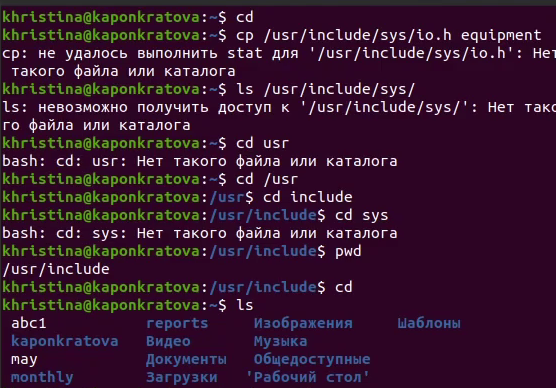 khristina@kaponkratova:~$ cd
khristina@kaponkratova:~$ cp /usr/include/sys/io.h equipment
cp: не удалось выполнить stat для '/usr/include/sys/io.h': Нет
 такого файла или каталога
khristina@kaponkratova:~$ ls /usr/include/sys/
ls: невозможно получить доступ к '/usr/include/sys/': Нет тако
го файла или каталога
khristina@kaponkratova:~$ cd usr
bash: cd: usr: Нет такого файла или каталога
khristina@kaponkratova:~$ cd /usr
khristina@kaponkratova:/usr$ cd include
khristina@kaponkratova:/usr/include$ cd sys
bash: cd: sys: Нет такого файла или каталога
khristina@kaponkratova:/usr/include$ pwd
/usr/include
khristina@kaponkratova:/usr/include$ cd
khristina@kaponkratova:~$ ls
 abc1 reports Изображения Шаблоны
 kaponkratova Видео Музыка
 may Документы Общедоступные
 monthly Загрузки 'Рабочий стол'